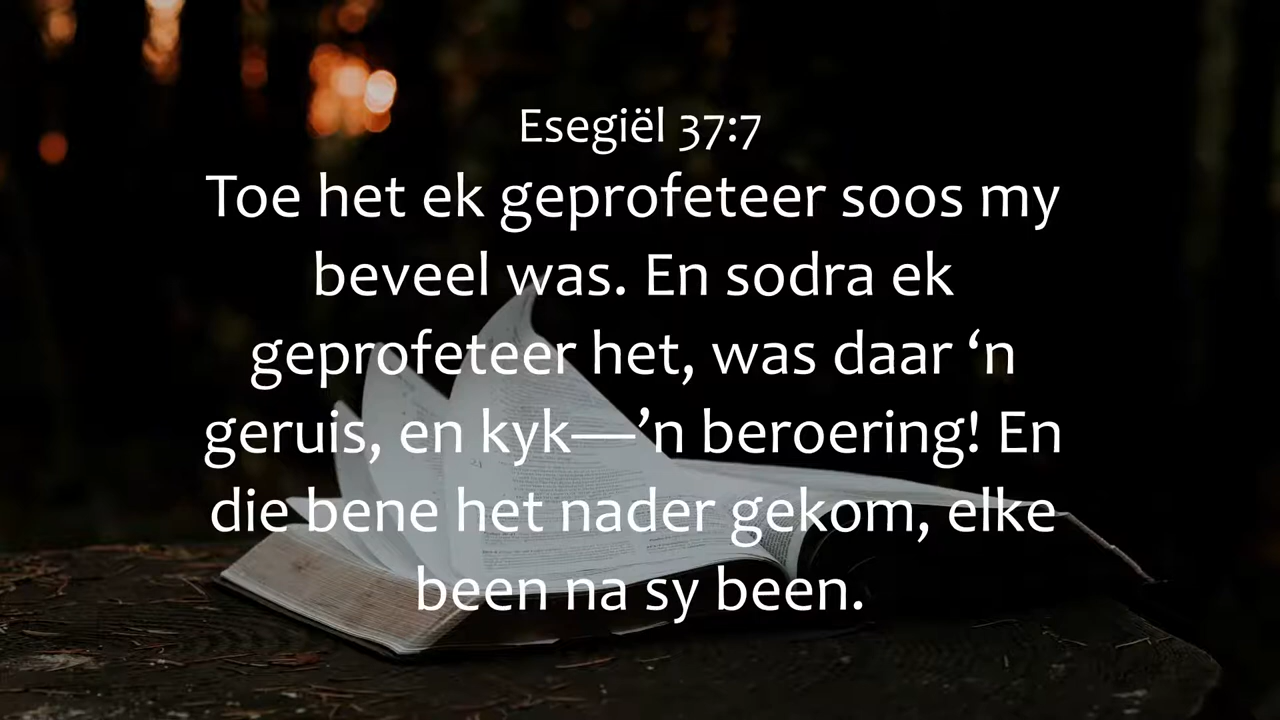 Esegiël 37:7
Toe het ek geprofeteer soos my
beveel was. En sodra ek
geprofeteer het, was daar ‘n
geruis, en kyk—’n beroering! En
die bene het nader gekom, elke
been na sy been.